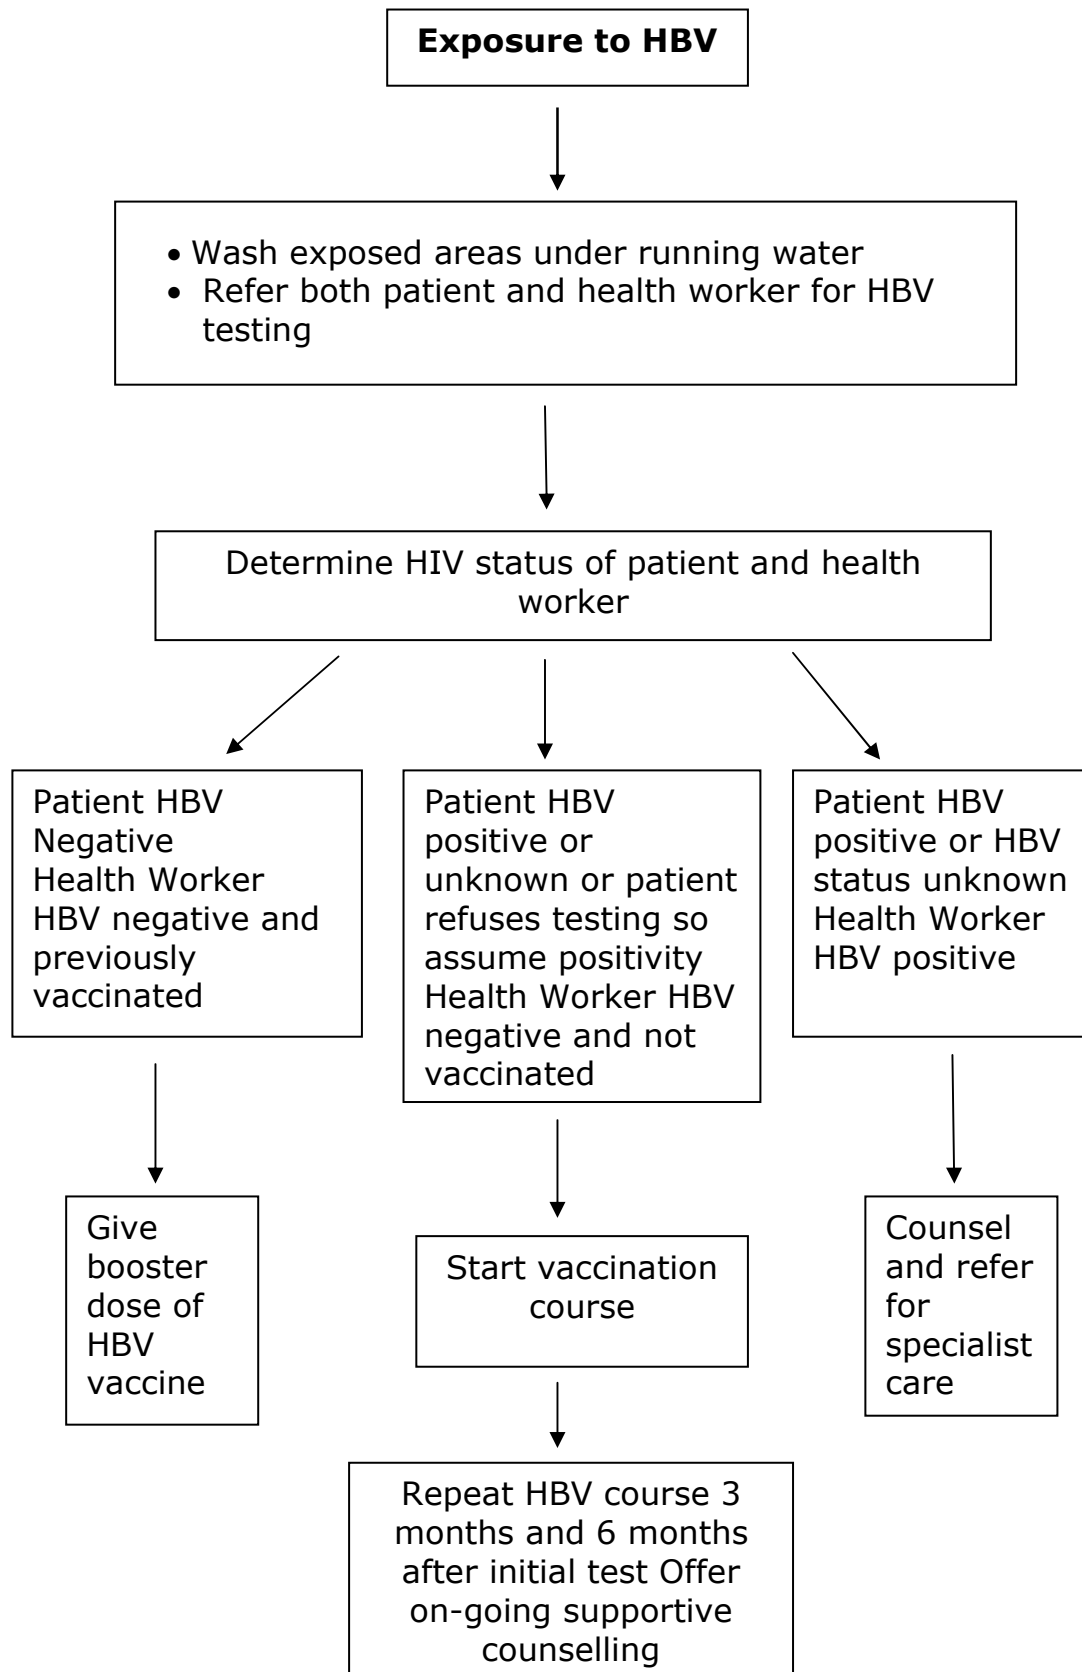 Exposure to HBV
• Wash exposed areas under running water
• Refer both patient and health worker for HBV
testing
Determine HIV status of patient and health
worker
Patient HBV
Negative
Health Worker
HBV negative and
previously
vaccinated
Patient HBV
positive or
unknown or patient
refuses testing so
assume positivity
Health Worker HBV
negative and not
vaccinated
Patient HBV
positive or HBV
status unknown
Health Worker
HBV positive
Give
booster
dose of
HBV
vaccine
Start vaccination
course
Counsel
and refer
for
specialist
care
Repeat HBV course 3
months and 6 months
after initial test Offer
on-going supportive
counselling